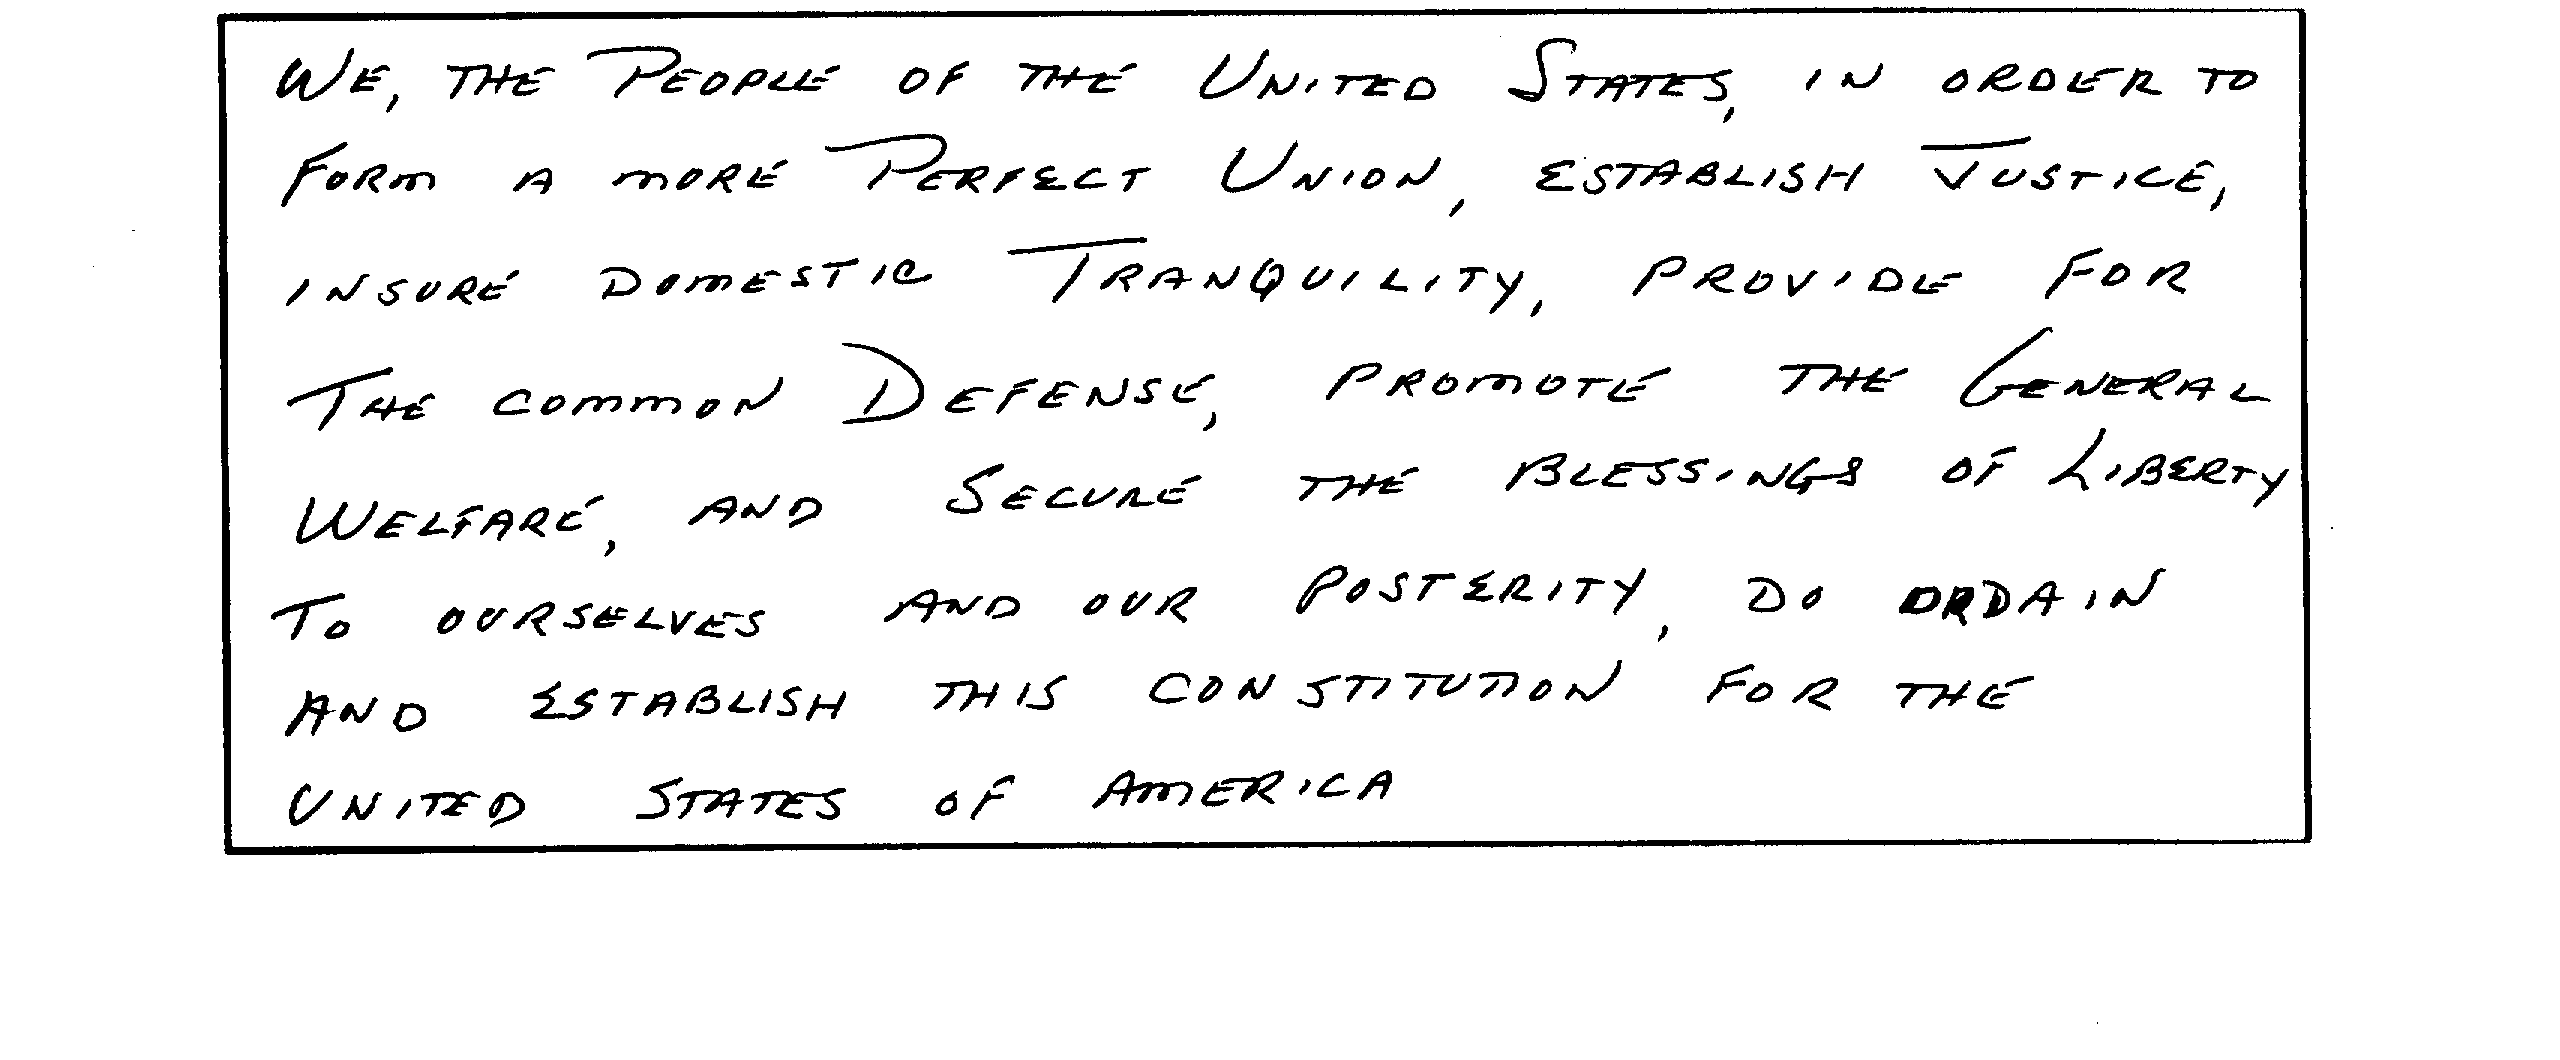 WE, THE PEOPLE OF THE UNITED STATES, IN ORDER TO
FORM A MORE PERFECT UNION, ESTABLISH JUSTICE,
INSURE DOMESTIC TRANQUILITY, PROVIDE FOR
THE COMMON DEFENSE, PROMOTE THE GENERAL
WELFARE, AND SECURE THE BLESSINGS OF LIBERTY
TO OURSELVES AND OUR POSTERITY, DO ORDAIN
AND ESTABLISH THIS CONSTITUTION FOR THE
UNITED STATES OF AMERICA